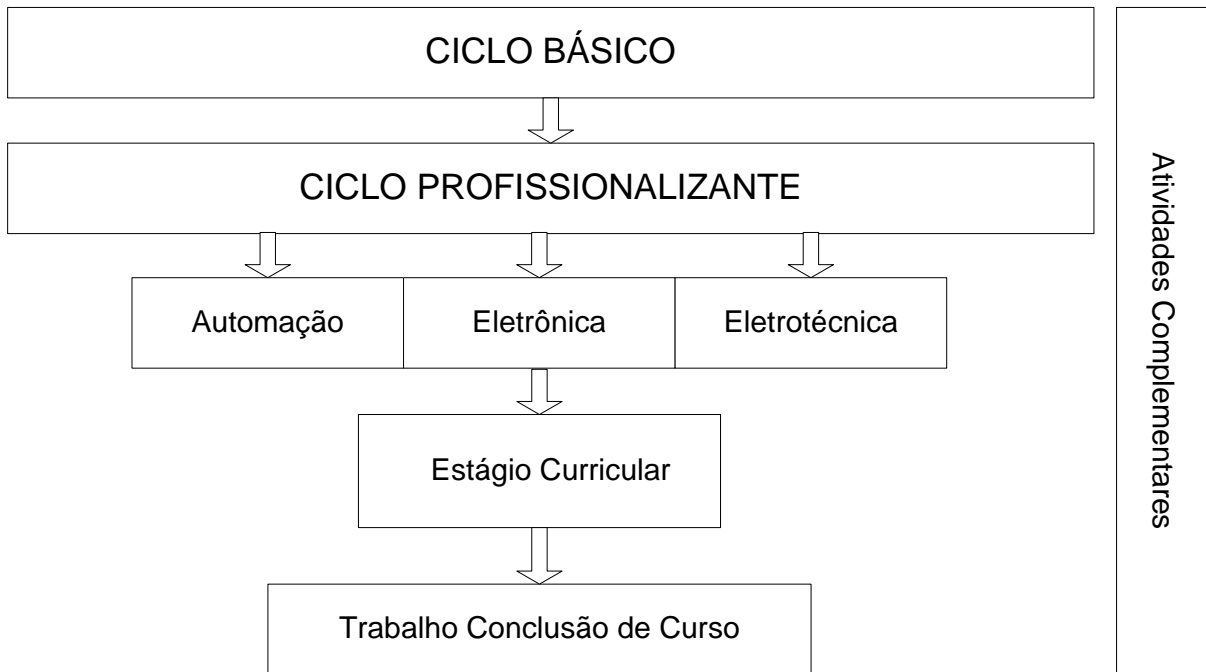 CICLO BÁSICO
CICLO PROFISSIONALIZANTE
Automação
Eletrônica
Eletrotécnica
Estágio Curricular
Trabalho Conclusão de Curso
Atividades Complementares